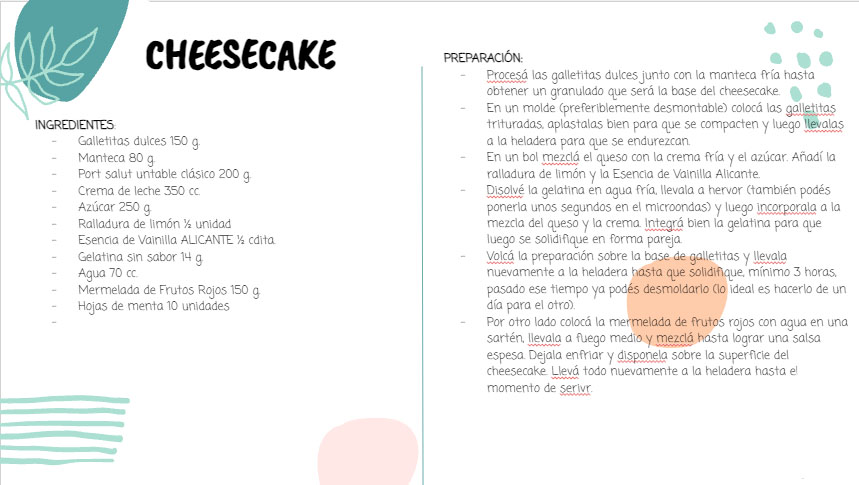 CHEESECAKE
INGREDIENTES:
- Galletitas dulces 150 g.
- Manteca 80 g.
- Port salut untable clásico 200 g.
- Crema de leche 350 cc.
- Azúcar 250 g.
- Ralladura de limón ½ unidad
- Esencia de Vainilla ALICANTE ½ cdita.
- Gelatina sin sabor 14 g.
- Agua 70 cc.
- Mermelada de Frutos Rojos 150 g.
- Hojas de menta 10 unidades
-
PREPARACIÓN:
- Procesá las galletitas dulces junto con la manteca fría hasta
obtener un granulado que será la base del cheesecake.
- En un molde (preferiblemente desmontable) colocá las galletitas
trituradas, aplastalas bien para que se compacten y luego llevalas
a la heladera para que se endurezcan.
- En un bol mezclá el queso con la crema fría y el azúcar. Añadí la
ralladura de limón y la Esencia de Vainilla Alicante.
- Disolvé la gelatina en agua fría, llevala a hervor (también podés
ponerla unos segundos en el microondas) y luego incorporala a la
mezcla del queso y la crema. Integrá bien la gelatina para que
luego se solidifique en forma pareja.
- Volcá la preparación sobre la base de galletitas y llevala
nuevamente a la heladera hasta que solidifique, mínimo 3 horas,
pasado ese tiempo ya podés desmoldarlo (lo ideal es hacerlo de un
día para el otro).
- Por otro lado colocá la mermelada de frutos rojos con agua en una
sartén, llevala a fuego medio y mezclá hasta lograr una salsa
espesa. Dejala enfriar y disponela sobre la superficie del
cheesecake. Llevá todo nuevamente a la heladera hasta el
momento de serivr.